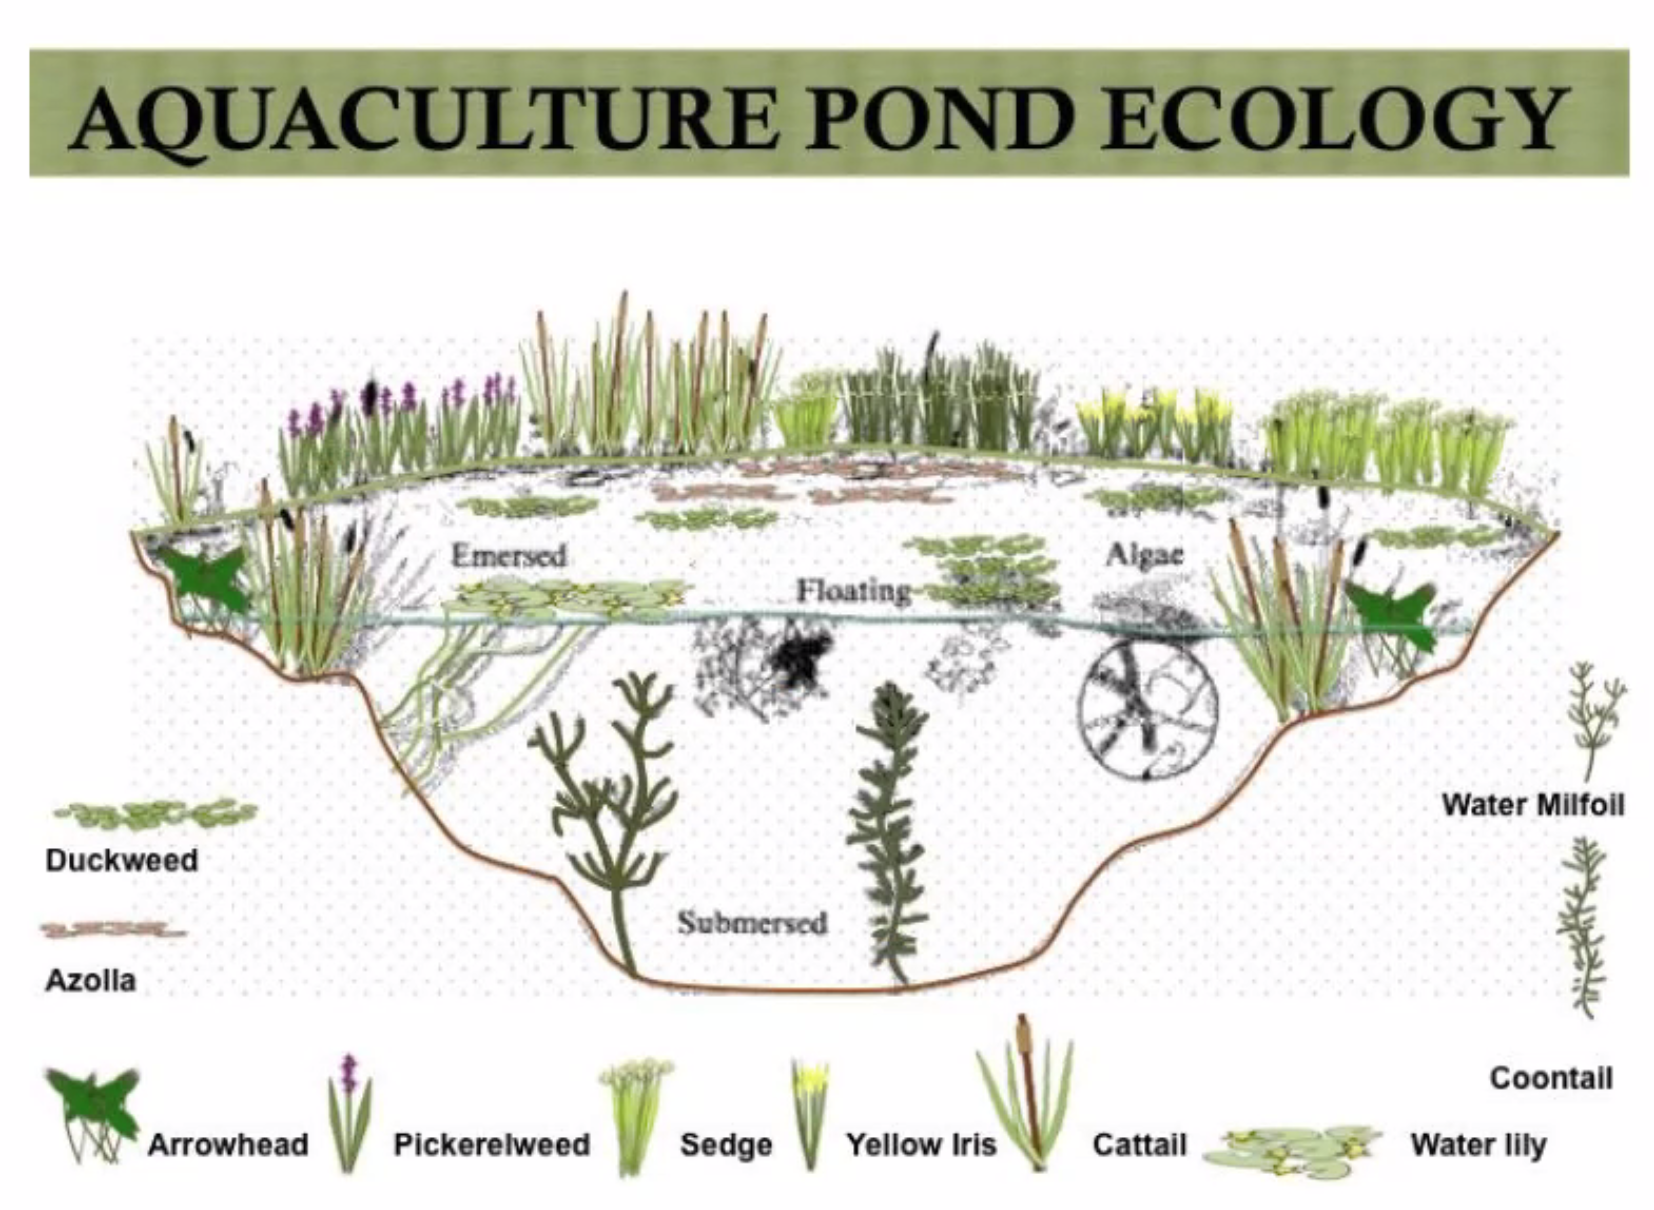 AQUACULTURE POND ECOLOGY
Emersed
Algae
Floating
Submersed
Water Milfoil
Duckweed
Azolla
Coontail
Arrowhead
Pickerelweed
Sedge
Yellow Iris
Cattail
Water lily